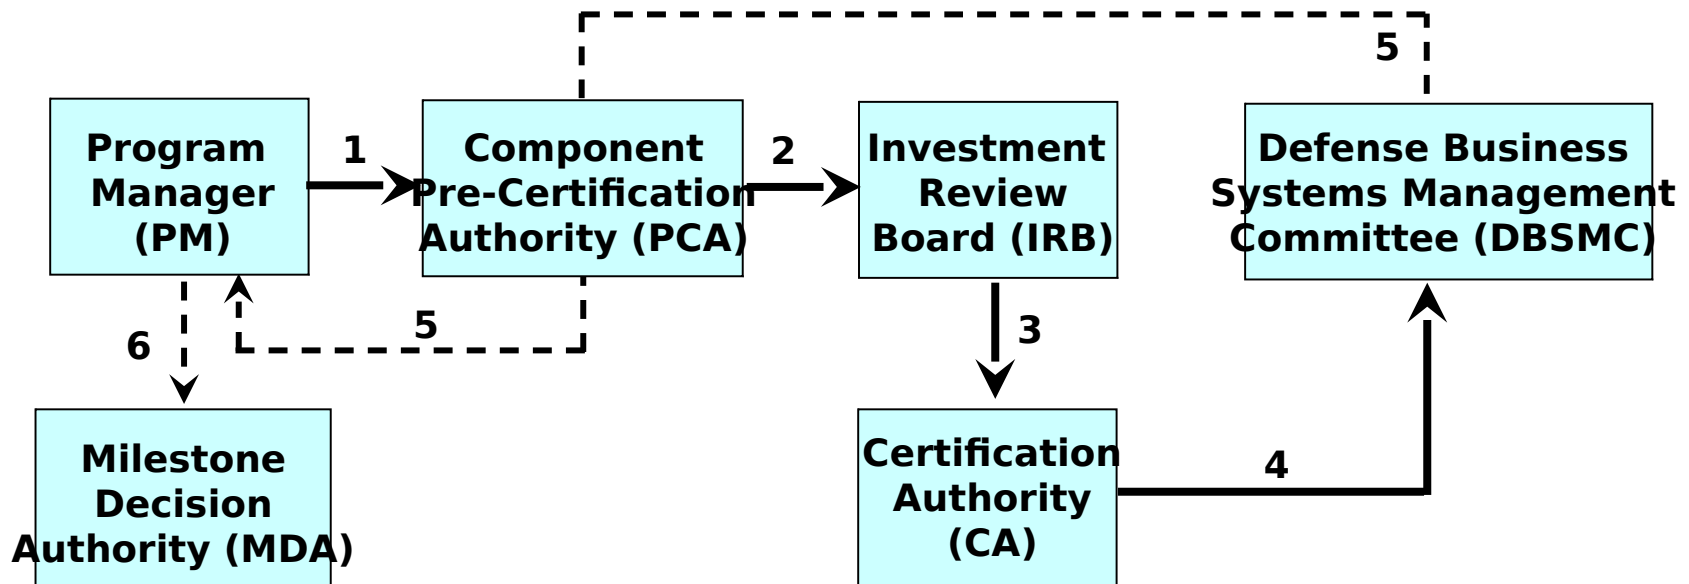 5
Program
Manager
(PM)
1
Component
Pre-Certification
Authority (PCA)
2
Investment
Review
Board (IRB)
Defense Business
Systems Management
Committee (DBSMC)
6
5
3
Milestone
Decision
Authority (MDA)
Certification
Authority
(CA)
4